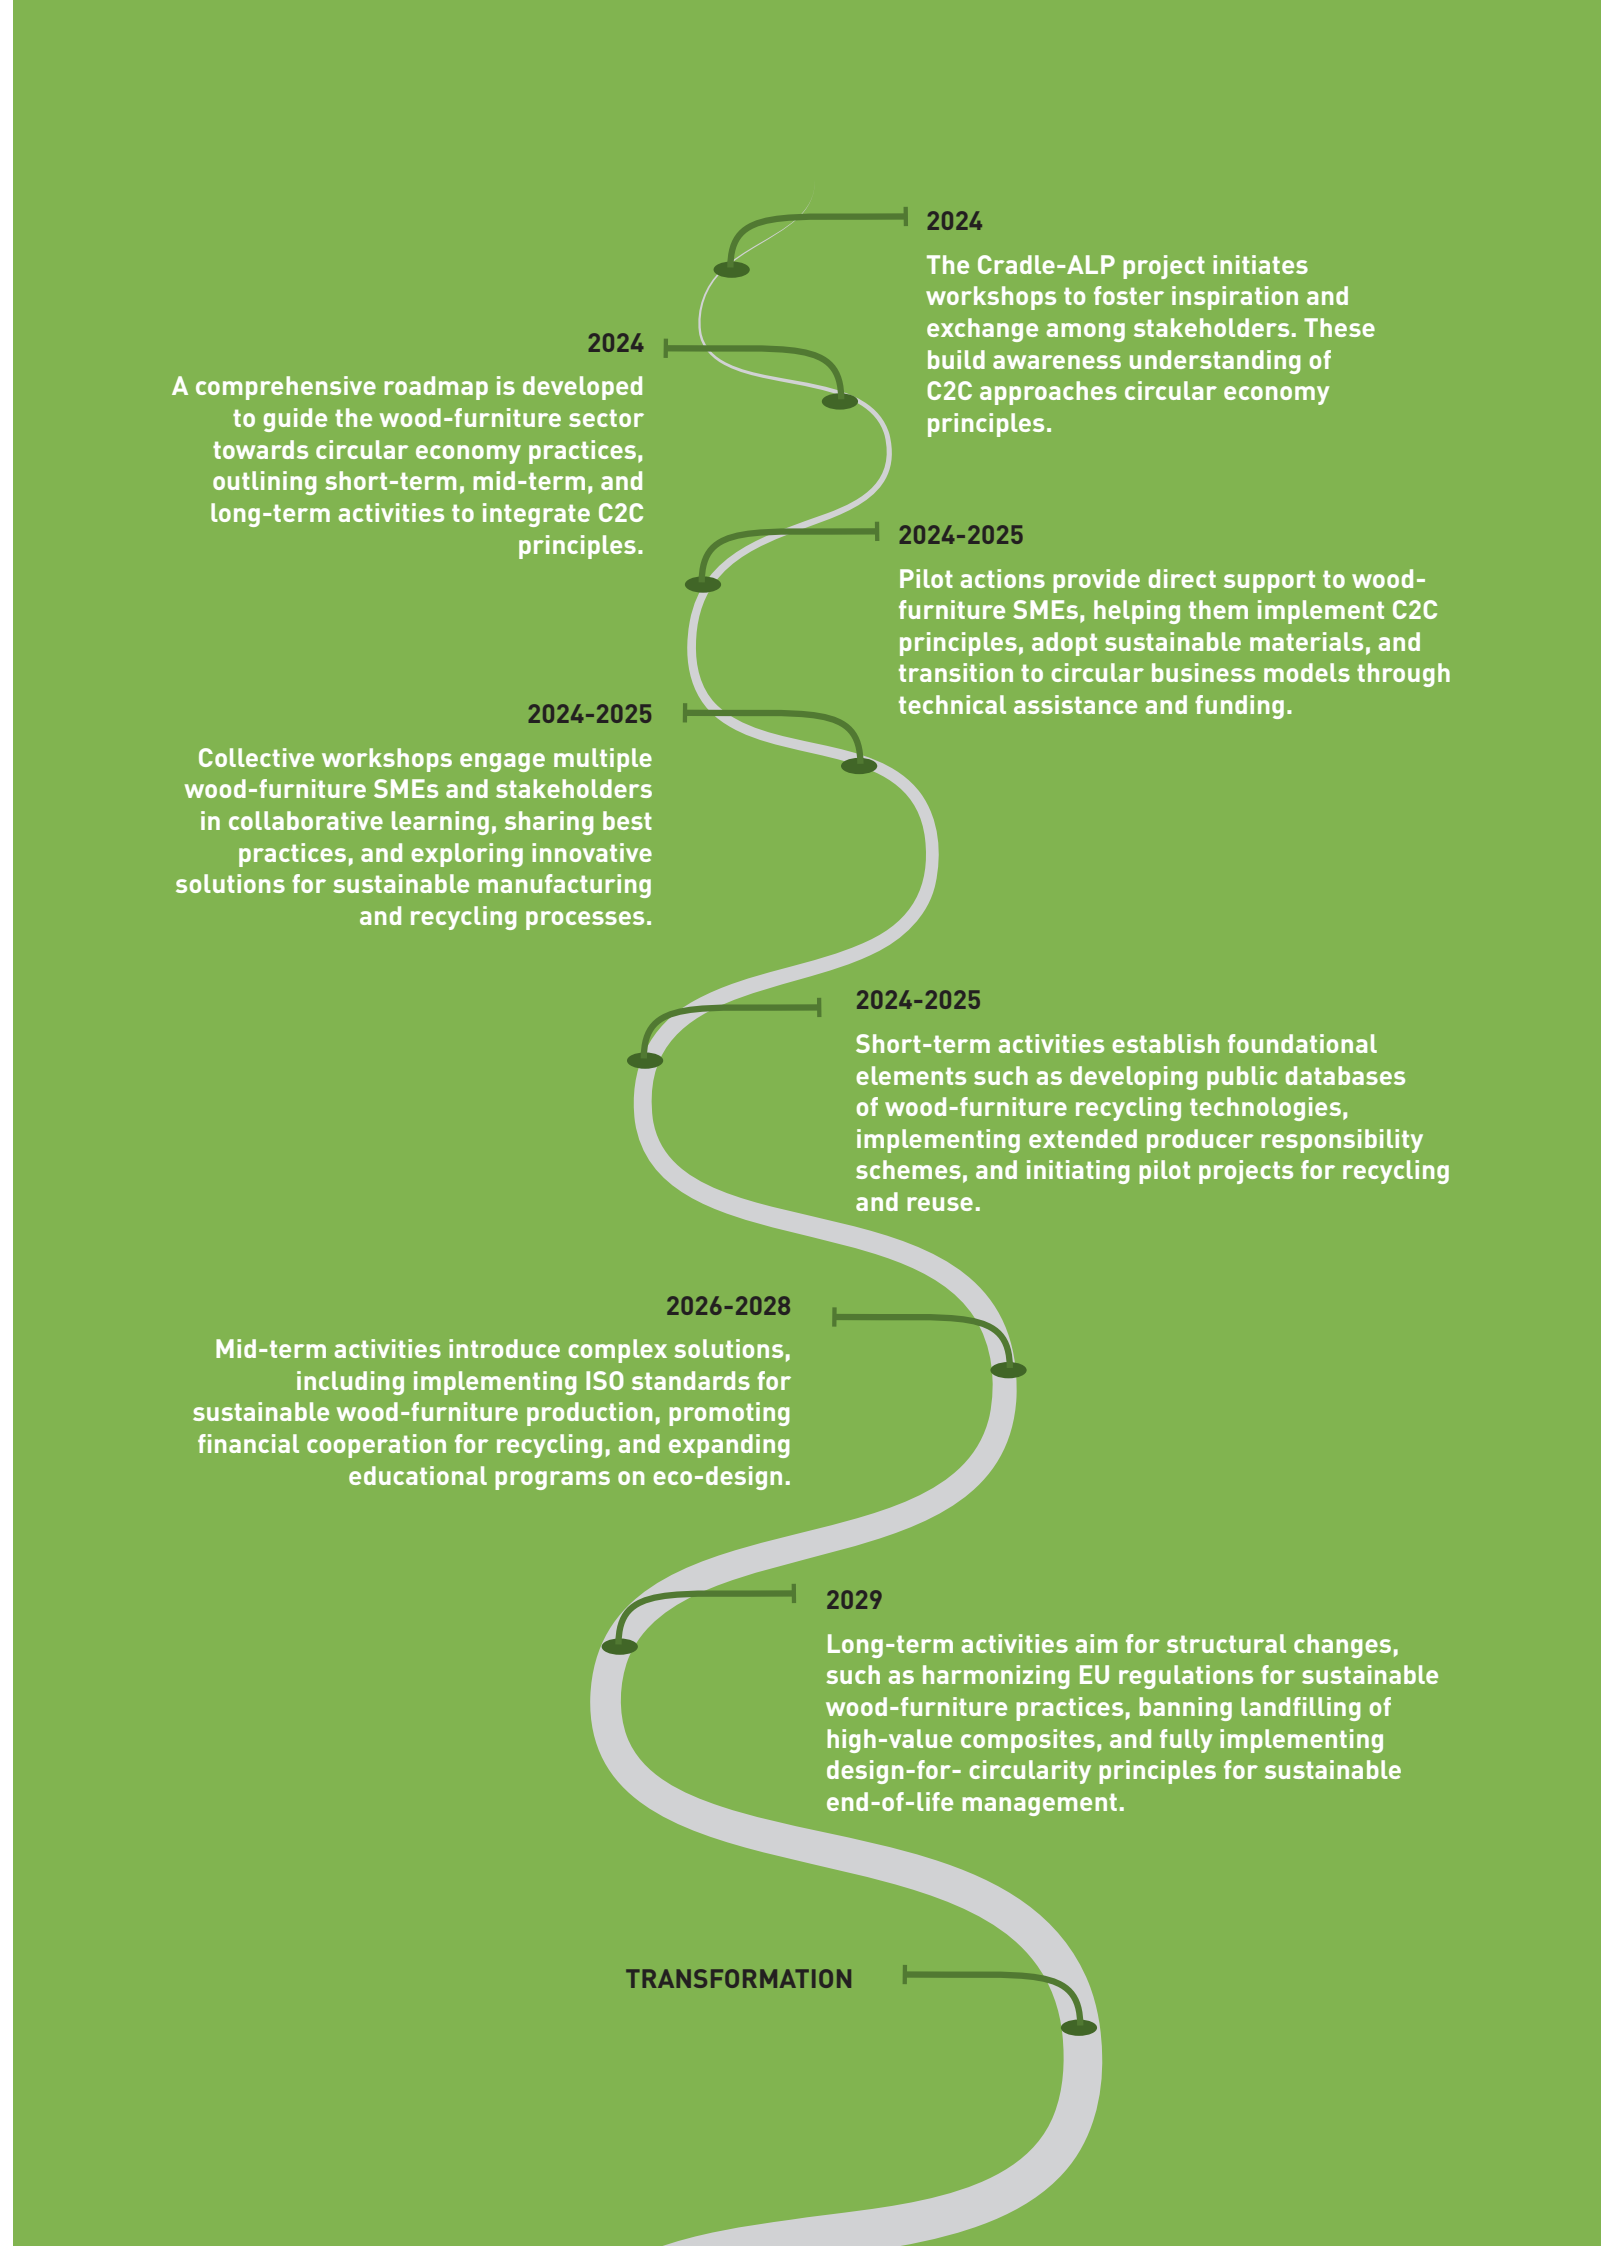 2024
The Cradle-ALP project initiates
workshops to foster inspiration and
exchange among stakeholders. These
build awareness understanding of
C2C approaches circular economy
principles.
2024
A comprehensive roadmap is developed
to guide the wood-furniture sector
towards circular economy practices,
outlining short-term, mid-term, and
long-term activities to integrate C2C
principles.
2024-2025
Pilot actions provide direct support to wood-
furniture SMEs, helping them implement C2C
principles, adopt sustainable materials, and
transition to circular business models through
technical assistance and funding.
2024-2025
Collective workshops engage multiple
wood-furniture SMEs and stakeholders
in collaborative learning, sharing best
practices, and exploring innovative
solutions for sustainable manufacturing
and recycling processes.
2024-2025
Short-term activities establish foundational
elements such as developing public databases
of wood-furniture recycling technologies,
implementing extended producer responsibility
schemes, and initiating pilot projects for recycling
and reuse.
2026-2028
Mid-term activities introduce complex solutions,
including implementing ISO standards for
sustainable wood-furniture production, promoting
financial cooperation for recycling, and expanding
educational programs on eco-design.
2029
Long-term activities aim for structural changes,
such as harmonizing EU regulations for sustainable
wood-furniture practices, banning landfilling of
high-value composites, and fully implementing
design-for- circularity principles for sustainable
end-of-life management.
TRANSFORMATION